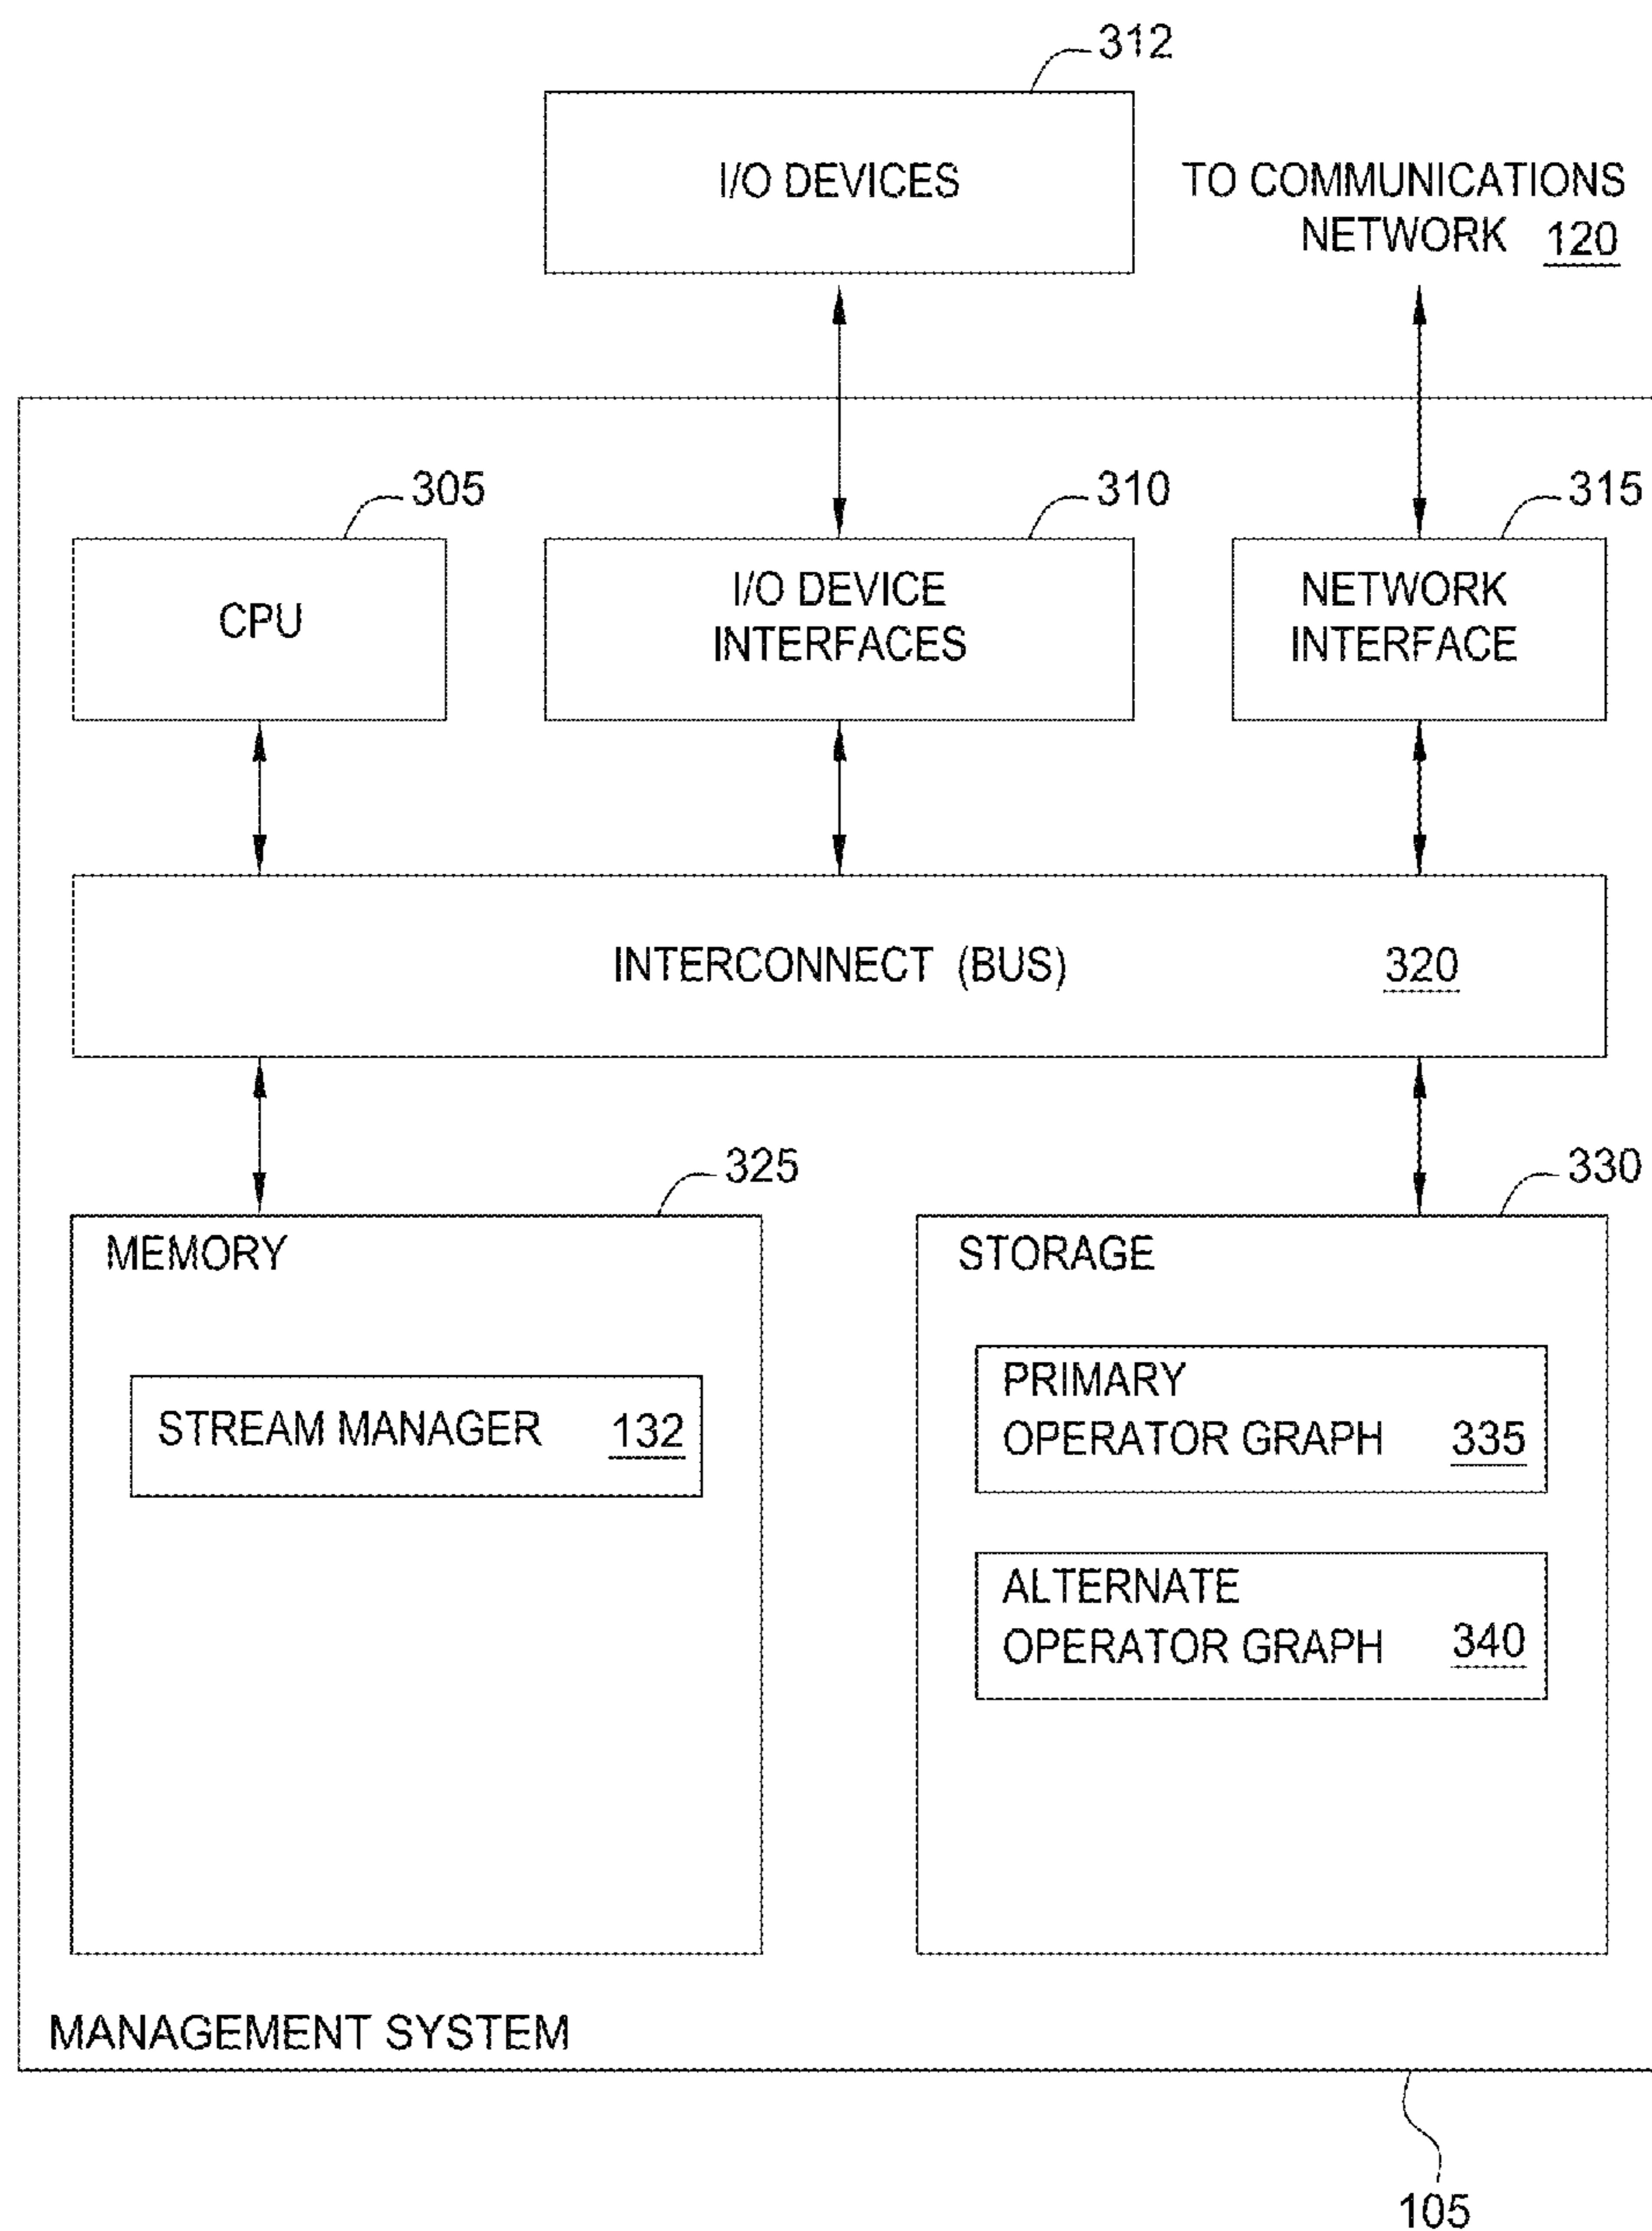 312
I/O DEVICES
TO COMMUNICATIONS
NETWORK 120
305
310
315
CPU
I/O DEVICE
INTERFACES
NETWORK
INTERFACE
INTERCONNECT (BUS) 320
325
330
MEMORY
STORAGE
STREAM MANAGER 132
PRIMARY
OPERATOR GRAPH 335
ALTERNATE
OPERATOR GRAPH 340
MANAGEMENT SYSTEM
105